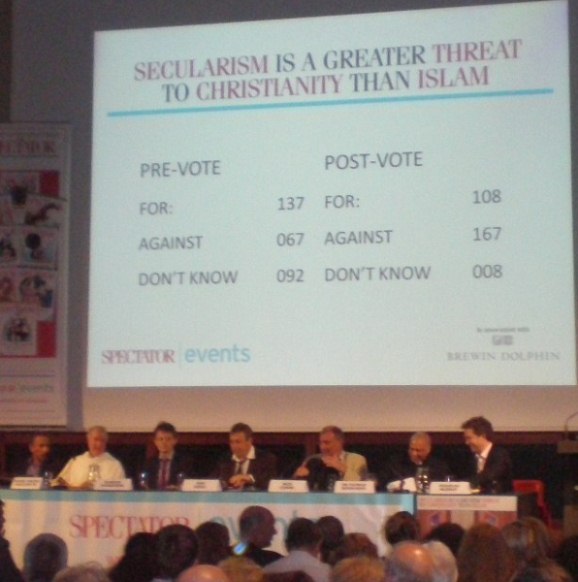 SECULARISM IS A GREATER THREAT
TO CHRISTIANITY THAN ISLAM
PRE-VOTE POST-VOTE
FOR: 137 FOR: 108
AGAINST 067 AGAINST 167
DON'T KNOW 092 DON'T KNOW 008
SPECTATOR | events
BREWIN DOLPHIN
SPECTATOR events